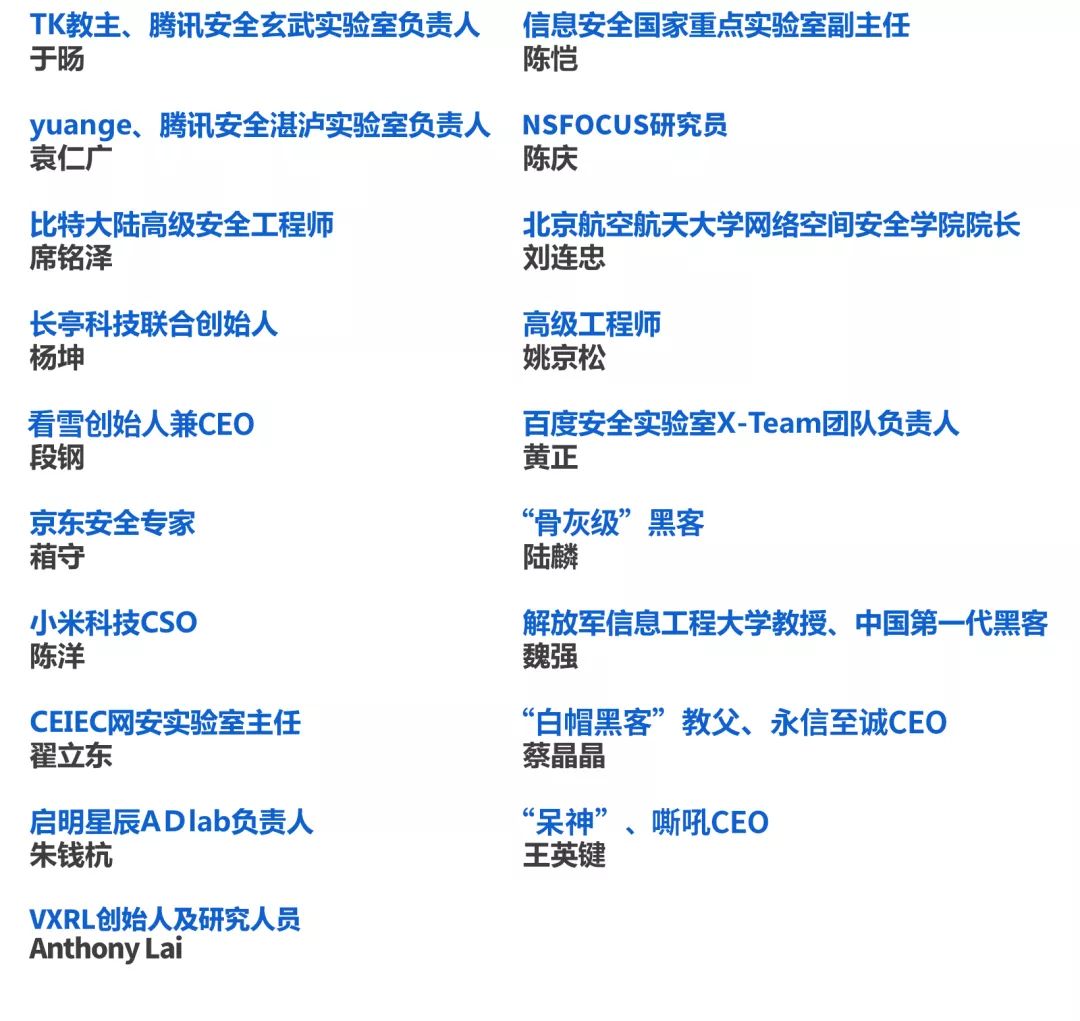 TK教主、腾讯安全玄武实验室负责人
于旸
yuange、腾讯安全湛泸实验室负责人
袁仁广
比特大陆高级安全工程师
席铭泽
长亭科技联合创始人
杨坤
看雪创始人兼CEO
段钢
京东安全专家
蒩守
小米科技CSO
陈洋
CEIEC网安实验室主任
翟立东
启明星辰ADlab负责人
朱钱杭
VXRL创始人及研究人员
Anthony Lai
信息安全国家重点实验室副主任
陈恺
NSFOCUS研究员
陈庆
北京航空航天大学网络空间安全学院院长
刘连忠
高级工程师
姚京松
百度安全实验室X-Team团队负责人
黄正
“骨灰级”黑客
陆麟
解放军信息工程大学教授、中国第一代黑客
魏强
“白帽黑客”教父、永信至诚CEO
蔡晶晶
“呆神”、嘶吼CEO
王英键